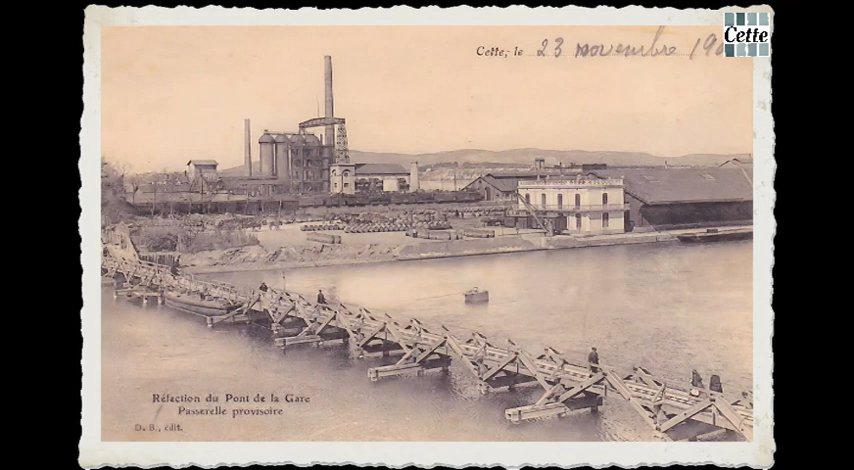 Cette, le 23 novembre 190
Cette
Réfection du Pont de la Gare
Passerelle provisoire
D. B., édit.